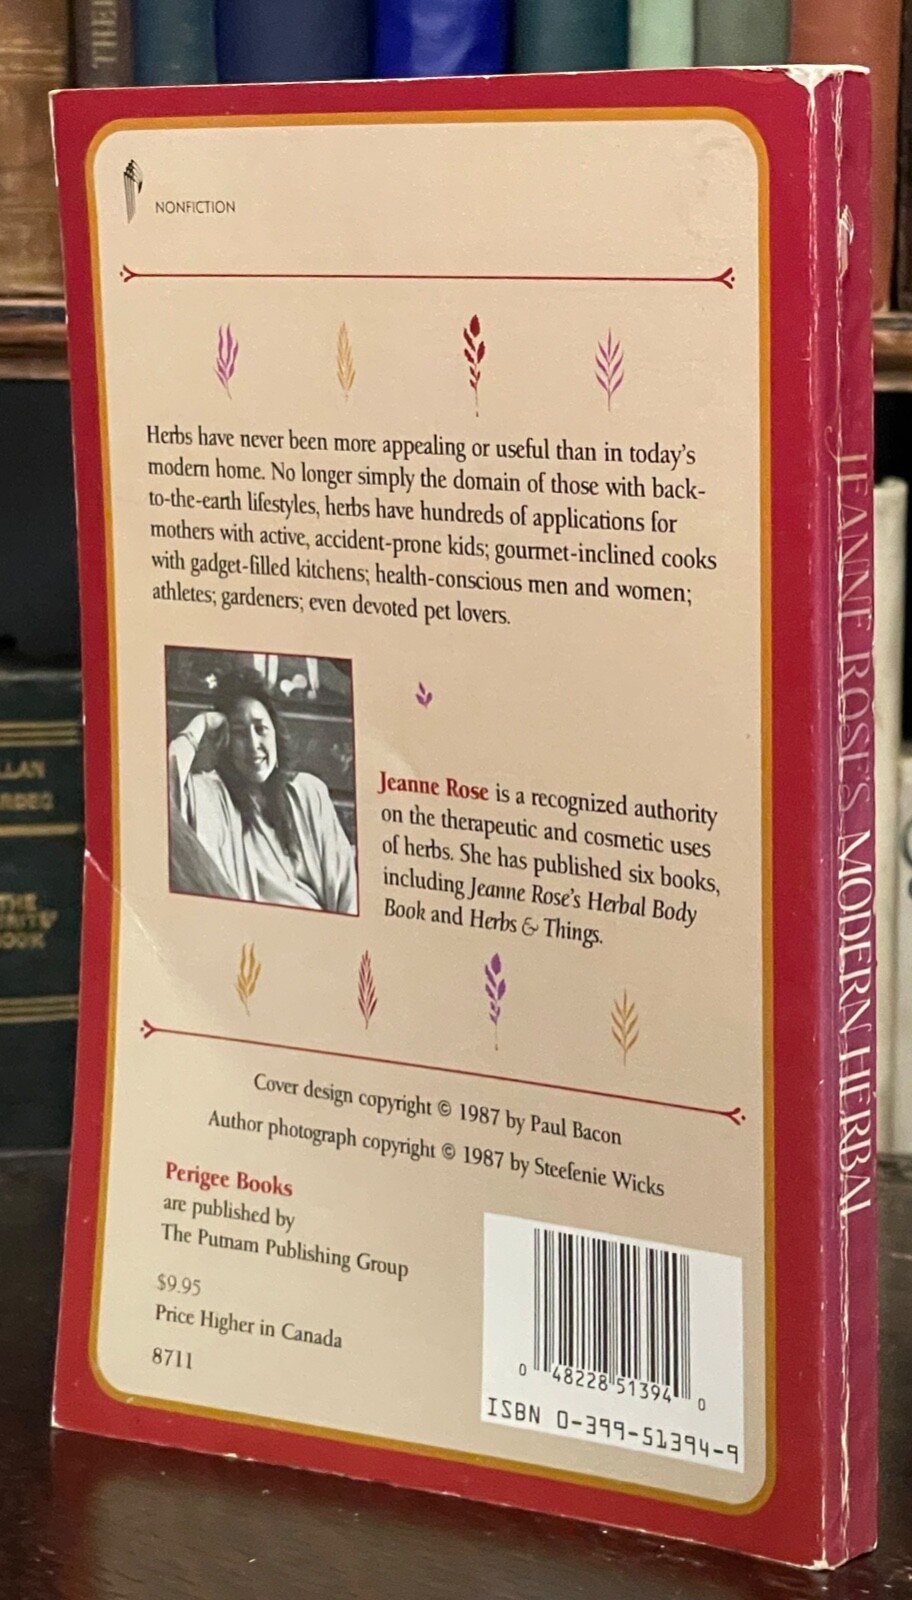 NONFICTION
Herbs have never been more appealing or useful than in today's
modern home. No longer simply the domain of those with back-
to-the-earth lifestyles, herbs have hundreds of applications for
mothers with active, accident-prone kids; gourmet-inclined cooks
with gadget-filled kitchens; health-conscious men and women;
athletes; gardeners; even devoted pet lovers.
Jeanne Rose is a recognized authority
on the therapeutic and cosmetic uses
of herbs. She has published six books,
including Jeanne Rose's Herbal Body
Book and Herbs & Things.
Cover design copyright © 1987 by Paul Bacon
Author photograph copyright © 1987 by Steefenie Wicks
Perigee Books
are published by
The Putnam Publishing Group
$9.95
Price Higher in Canada
8711
0 48228 51394 0
ISBN 0-399-51394-9
JEANNE ROSE'S MODERN HERBAL
THE